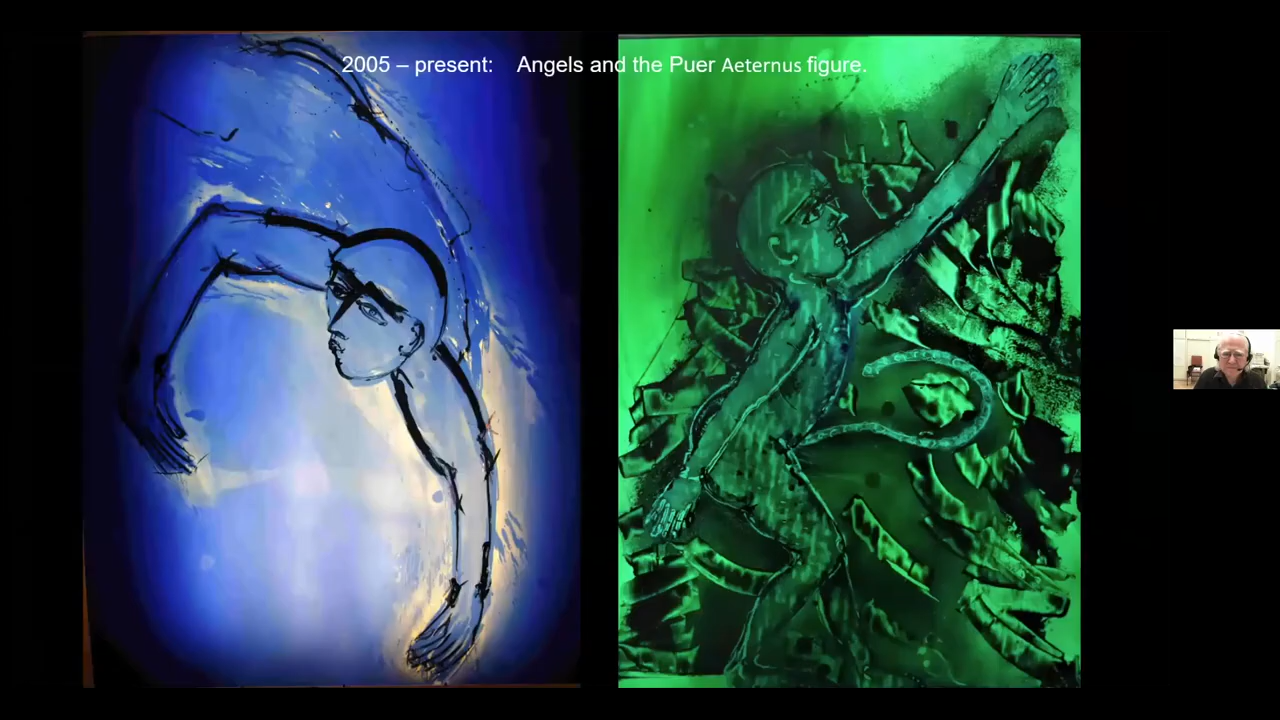 2005 – present: Angels and the Puer Aeternus figure.